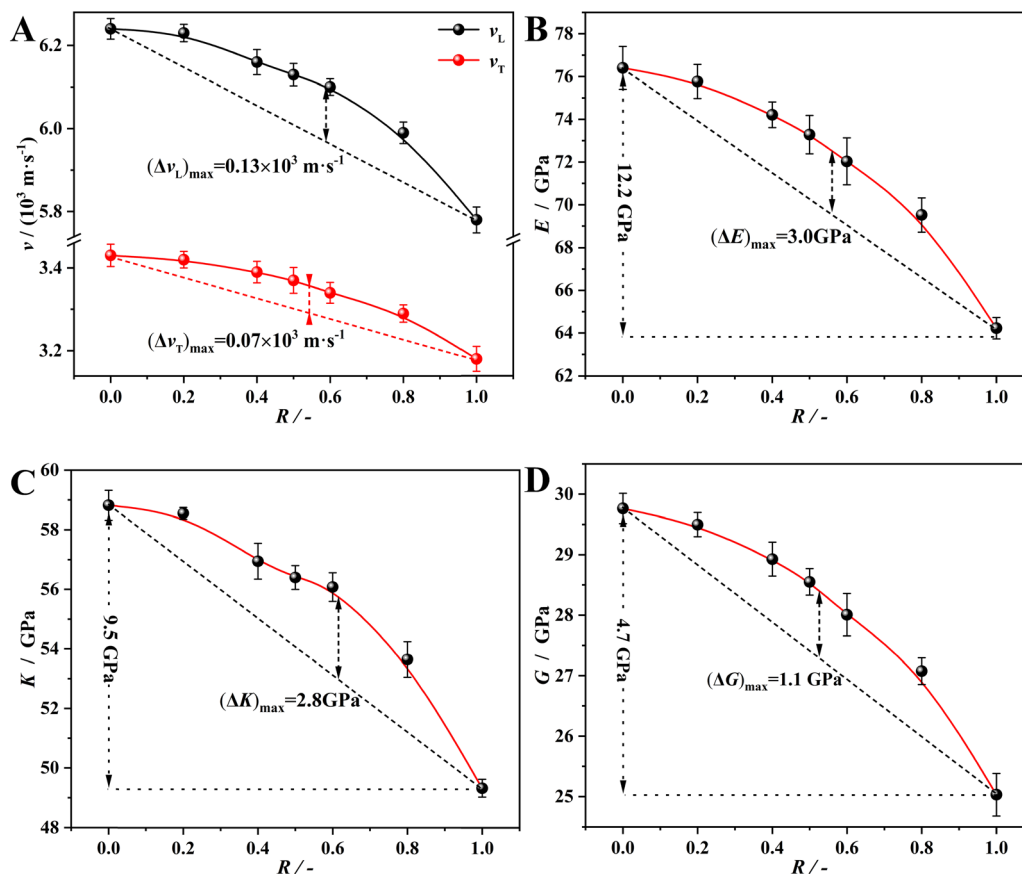 A
6.2
6.0
5.8
3.4
3.2
v / (10³ m·s⁻¹)
v_L
v_T
(Δv_L)max=0.13×10³ m·s⁻¹
(Δv_T)max=0.07×10³ m·s⁻¹
0.0 0.2 0.4 0.6 0.8 1.0
R / -
B
78
76
74
72
70
68
66
64
62
E / GPa
12.2 GPa
(ΔE)max=3.0GPa
0.0 0.2 0.4 0.6 0.8 1.0
R / -
C
60
58
56
54
52
50
48
K / GPa
9.5 GPa
(ΔK)max=2.8GPa
0.0 0.2 0.4 0.6 0.8 1.0
R / -
D
30
29
28
27
26
25
G / GPa
4.7 GPa
(ΔG)max=1.1 GPa
0.0 0.2 0.4 0.6 0.8 1.0
R / -